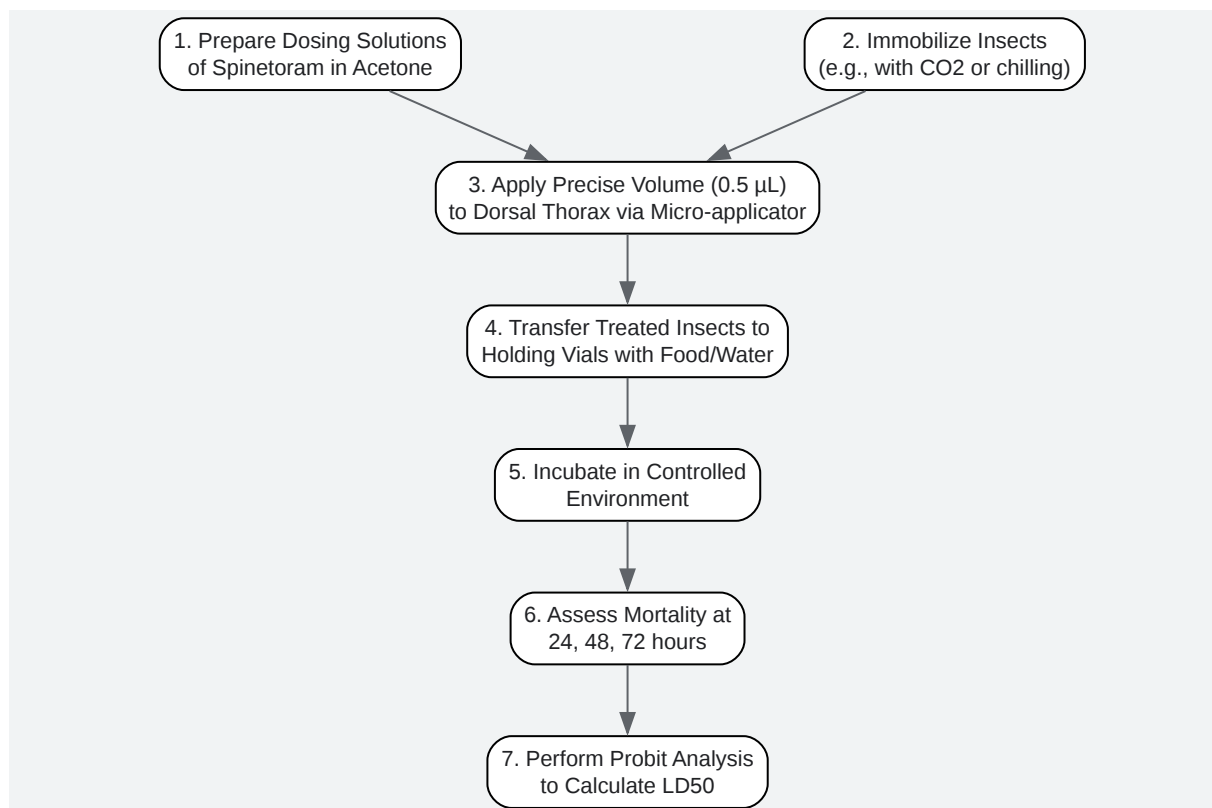 1. Prepare Dosing Solutions
of Spinetoram in Acetone
2. Immobilize Insects
(e.g., with CO2 or chilling)
3. Apply Precise Volume (0.5 µL)
to Dorsal Thorax via Micro-applicator
4. Transfer Treated Insects to
Holding Vials with Food/Water
5. Incubate in Controlled
Environment
6. Assess Mortality at
24, 48, 72 hours
7. Perform Probit Analysis
to Calculate LD50